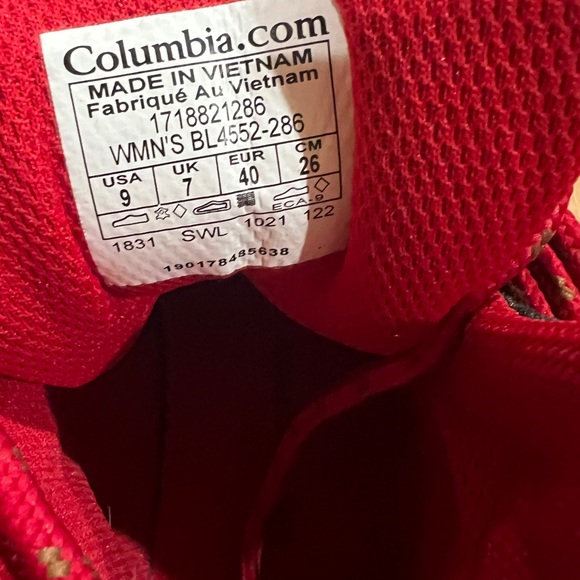 Columbia.com
MADE IN VIETNAM
Fabriqué Au Vietnam
1718821286
WMN'S BL4552-286
USA UK EUR CM
9 7 40 26
ECA-9
1831 SWL 1021 122
190178485638